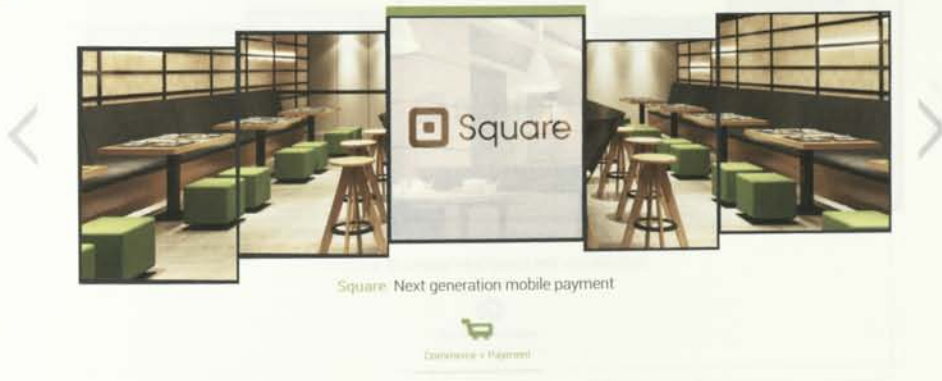 Square
Square Next generation mobile payment
Commerce + Payment